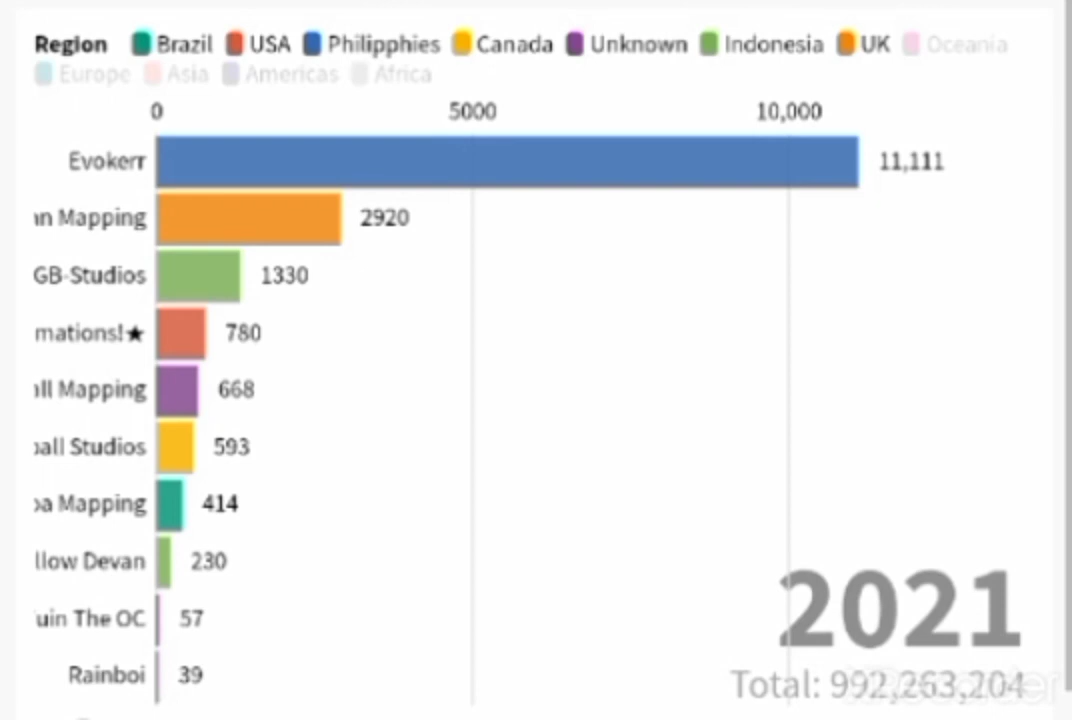 Region Brazil USA Philipphies Canada Unknown Indonesia UK Oceania
Europe Asia Americas Africa
0 5000 10,000
Evokerr 11,111
n Mapping 2920
GB-Studios 1330
mations!★ 780
ll Mapping 668
all Studios 593
a Mapping 414
llow Devan 230
uin The OC 57
Rainboi 39
2021
Total: 992,263,204